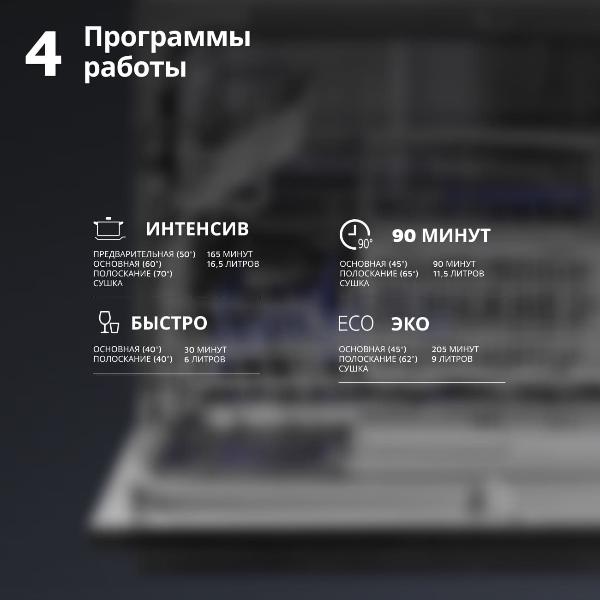 4 Программы
работы
ИНТЕНСИВ
ПРЕДВАРИТЕЛЬНАЯ (50°) 165 МИНУТ
ОСНОВНАЯ (60°) 16,5 ЛИТРОВ
ПОЛОСКАНИЕ (70°)
СУШКА
90° 90 МИНУТ
ОСНОВНАЯ (45°) 90 МИНУТ
ПОЛОСКАНИЕ (65°) 11,5 ЛИТРОВ
СУШКА
БЫСТРО
ОСНОВНАЯ (40°) 30 МИНУТ
ПОЛОСКАНИЕ (40°) 6 ЛИТРОВ
ECO ЭКО
ОСНОВНАЯ (45°) 205 МИНУТ
ПОЛОСКАНИЕ (62°) 9 ЛИТРОВ
СУШКА